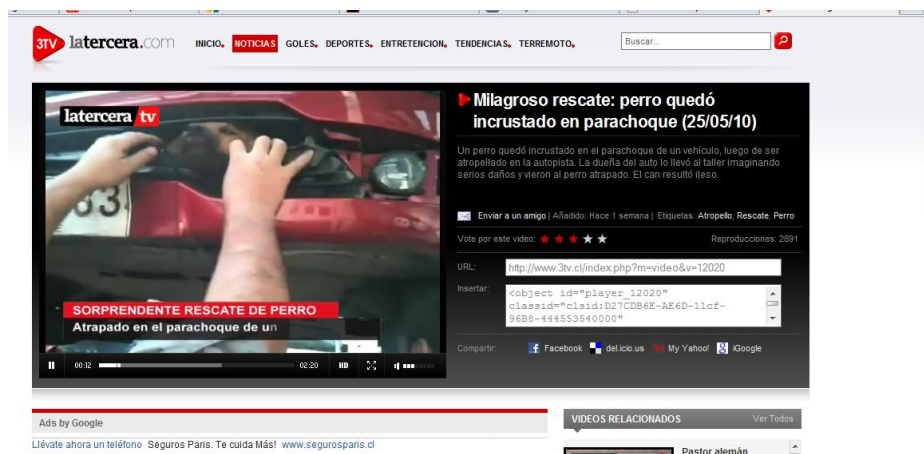 3TV latercera.com
INICIO. NOTICIAS GOLES. DEPORTES. ENTRETENCION. TENDENCIAS. TERREMOTO.
Buscar...
latercera tv
33
SORPRENDENTE RESCATE DE PERRO
Atrapado en el parachoque de un
00:12
02:20
HD
Milagroso rescate: perro quedó
incrustado en parachoque (25/05/10)
Un perro quedó incrustado en el parachoque de un vehículo, luego de ser
atropellado en la autopista. La dueña del auto lo llevó al taller imaginando
serios daños y vieron al perro atrapado. El can resultó ileso.
Enviar a un amigo | Añadido: Hace 1 semana | Etiquetas: Atropello, Rescate, Perro
Vote por este video:
Reproducciones: 2891
URL:
http://www.3tv.cl/index.php?m=video&v=12020
Insertar:
<object id="player_12020"
classid="clsid:D27CDB6E-AE6D-11cf-
96B8-444553540000"
Compartir:
Facebook
del.icio.us
My Yahoo!
iGoogle
Ads by Google
Llévate ahora un teléfono Seguros Paris. Te cuida Más! www.segurosparis.cl
VIDEOS RELACIONADOS
Ver Todos
Pastor alemán